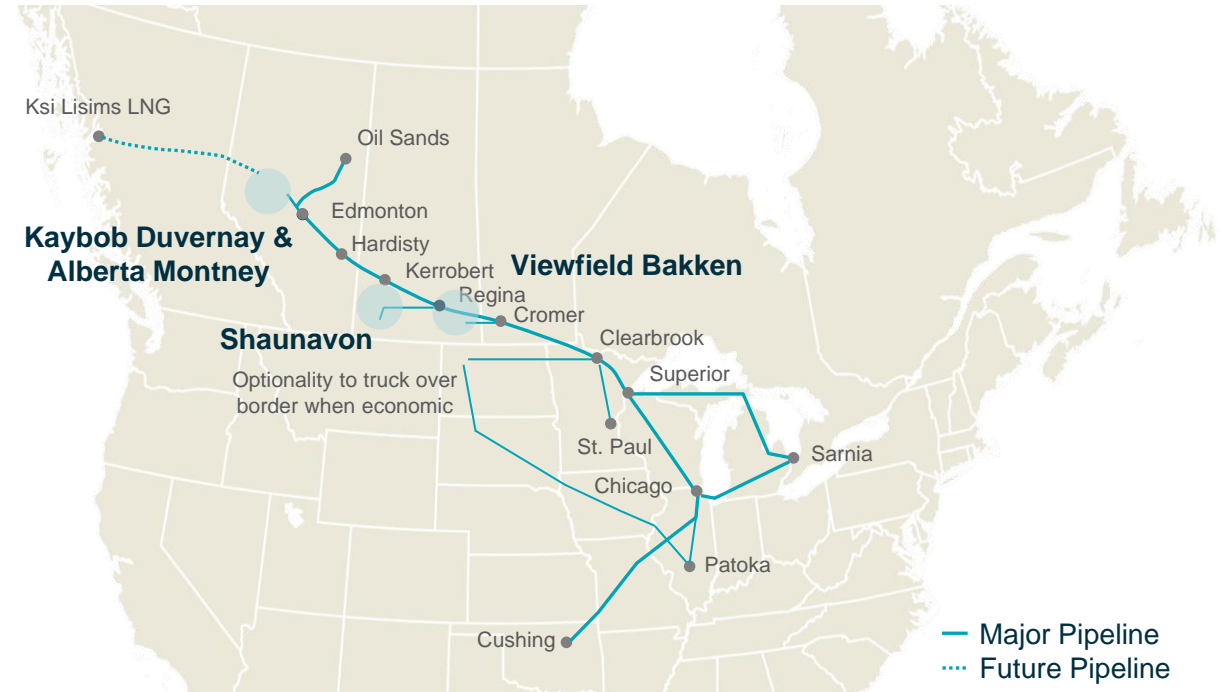 Ksi Lisims LNG
Oil Sands
Edmonton
Kaybob Duvernay &
Alberta Montney
Hardisty
Kerrobert
Viewfield Bakken
Regina
Cromer
Shaunavon
Clearbrook
Optionality to truck over
border when economic
Superior
St. Paul
Sarnia
Chicago
Patoka
Cushing
Major Pipeline
Future Pipeline